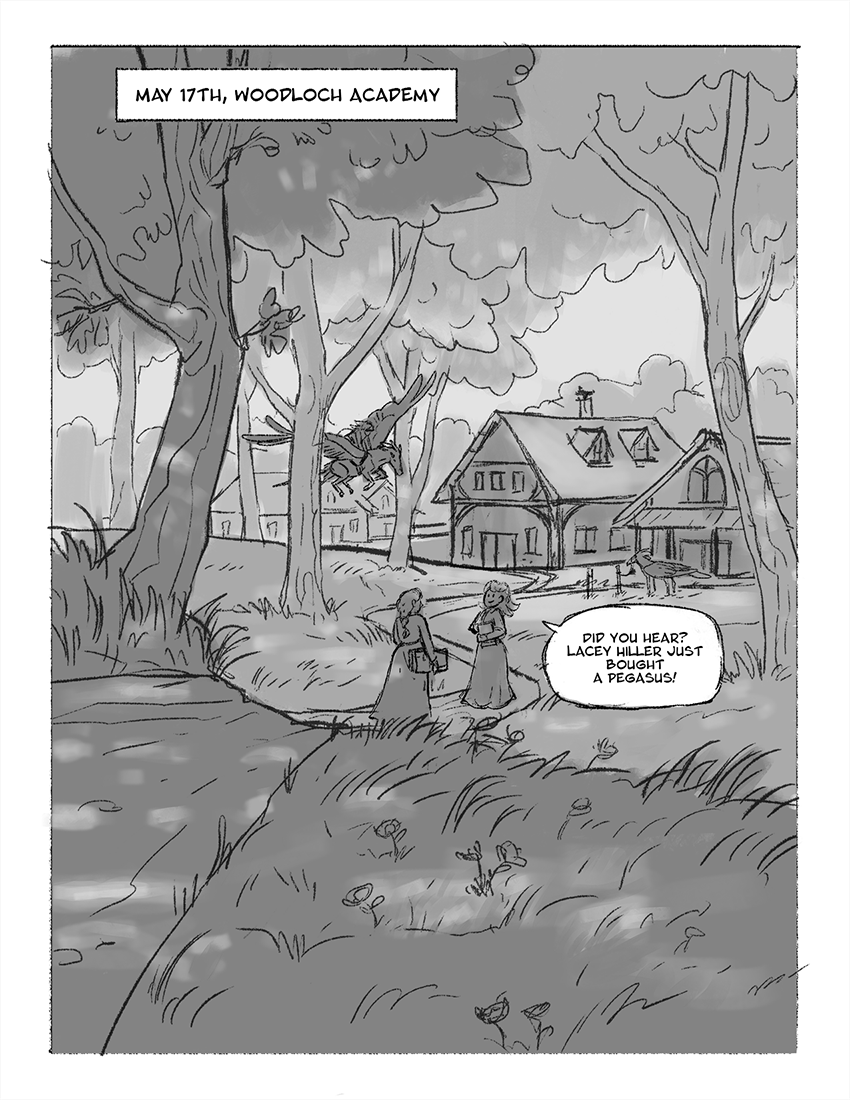 MAY 17TH, WOODLOCH ACADEMY
DID YOU HEAR?
LACEY HILLER JUST
BOUGHT
A PEGASUS!